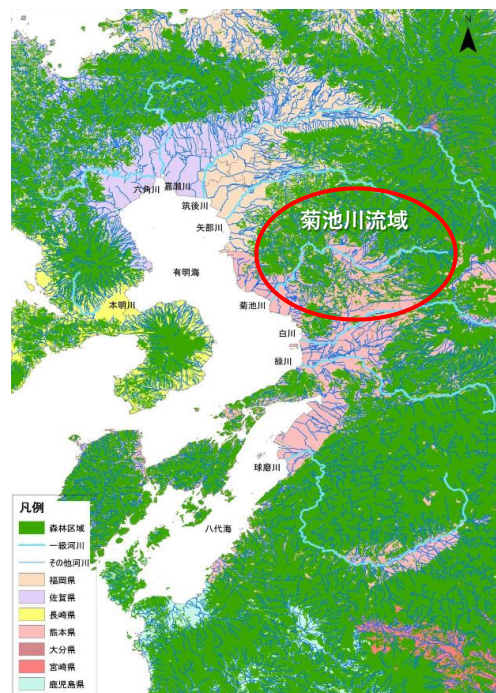 N
六角川
嘉瀬川
筑後川
矢部川
菊池川流域
有明海
本明川
菊池川
白川
緑川
球磨川
八代海
凡例
森林区域
一級河川
その他河川
福岡県
佐賀県
長崎県
熊本県
大分県
宮崎県
鹿児島県